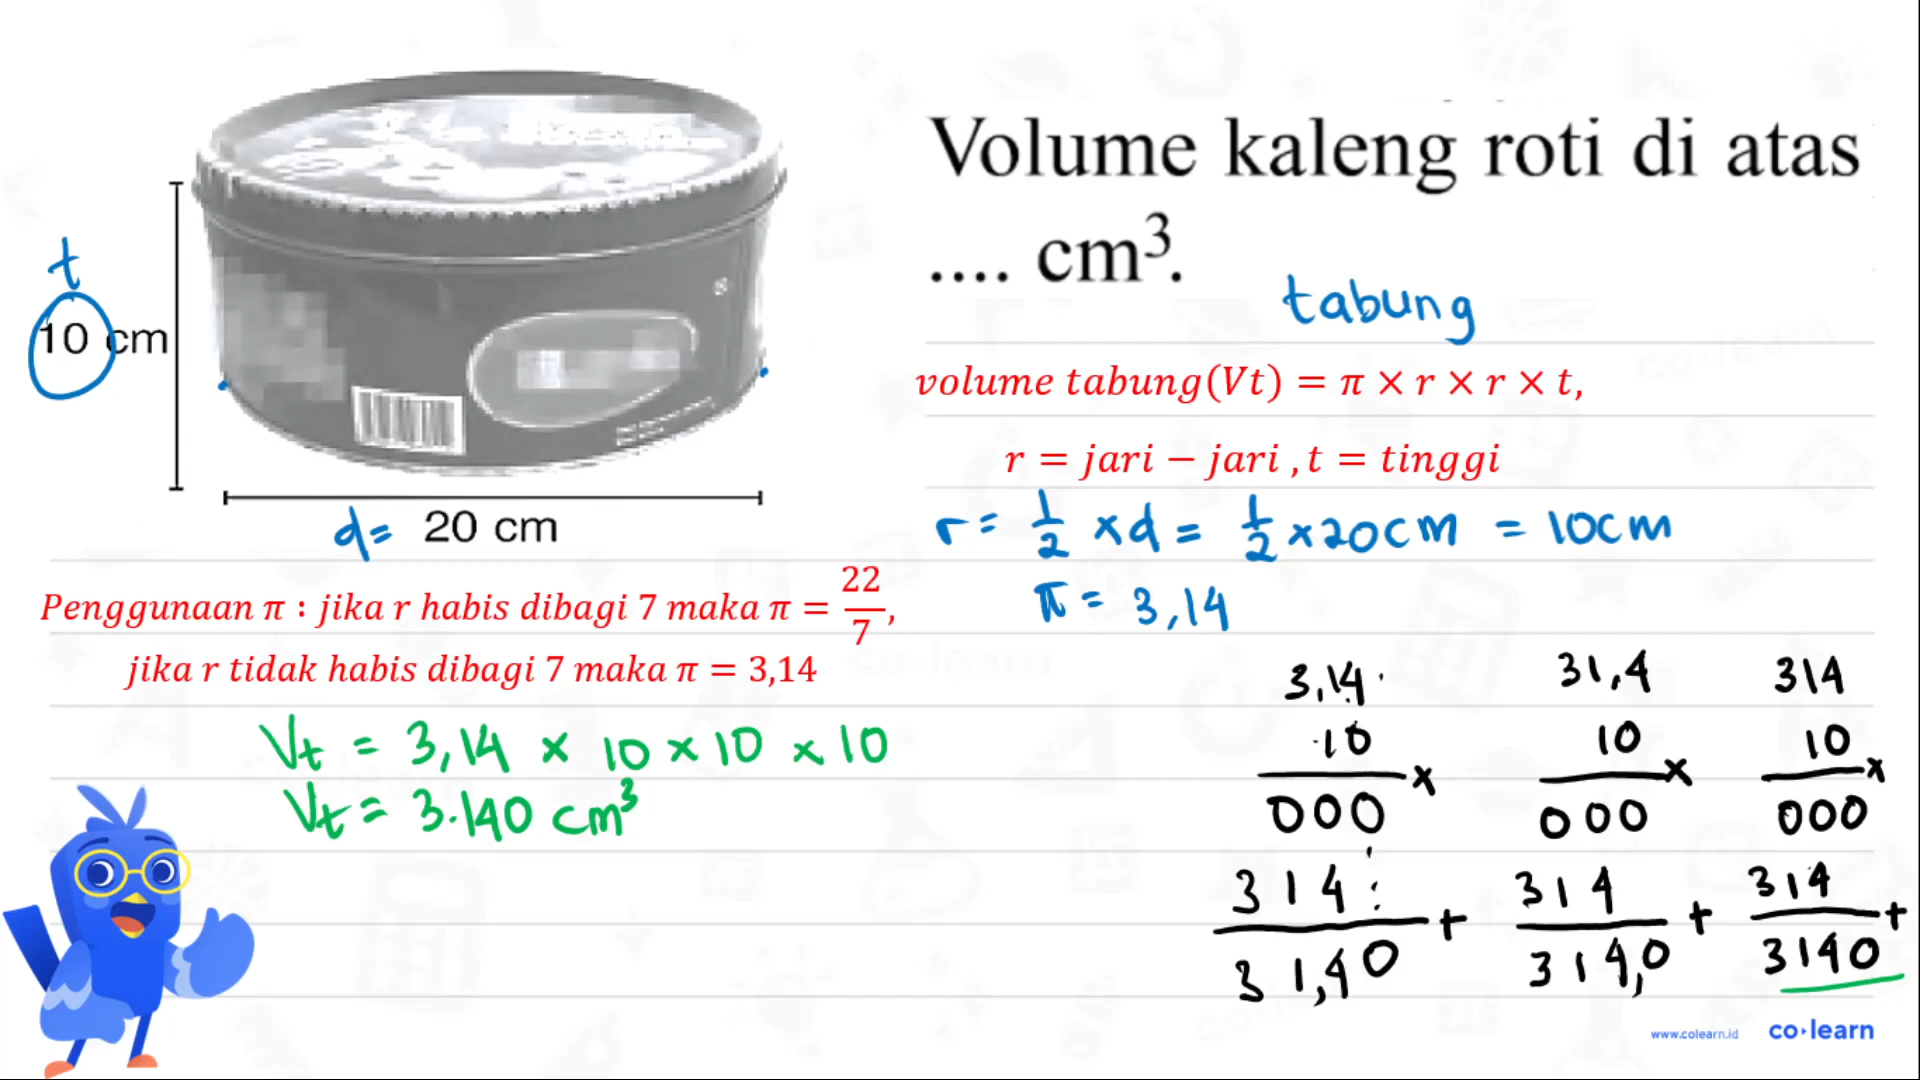 Volume kaleng roti di atas
.... cm³.
tabung
t
10 cm
d = 20 cm
volume tabung(Vt) = π × r × r × t,
r = jari − jari , t = tinggi
r = 1/2 × d = 1/2 × 20 cm = 10 cm
π = 3,14
Penggunaan π : jika r habis dibagi 7 maka π = 22/7,
jika r tidak habis dibagi 7 maka π = 3,14
Vt = 3,14 × 10 × 10 × 10
Vt = 3.140 cm³
3,14
10 ×
000
314
+
31,40
31,4
10 ×
000
314
+
314,0
314
10 ×
000
314
+
3140
www.colearn.id
co learn